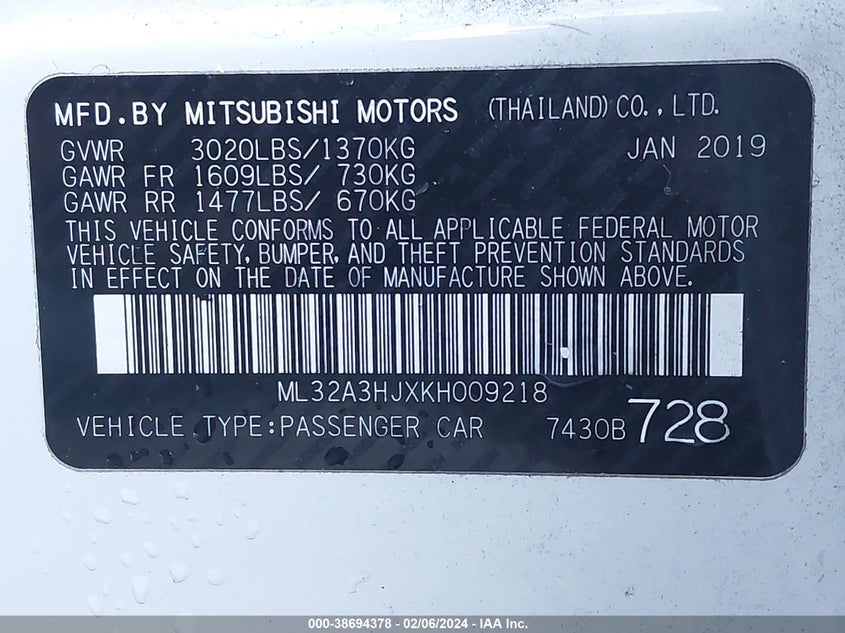 MFD.BY MITSUBISHI MOTORS (THAILAND) CO.,LTD.
GVWR 3020LBS/1370KG JAN 2019
GAWR FR 1609LBS/ 730KG
GAWR RR 1477LBS/ 670KG
THIS VEHICLE CONFORMS TO ALL APPLICABLE FEDERAL MOTOR
VEHICLE SAFETY, BUMPER, AND THEFT PREVENTION STANDARDS
IN EFFECT ON THE DATE OF MANUFACTURE SHOWN ABOVE.
ML32A3HJXKH009218
VEHICLE TYPE:PASSENGER CAR 7430B 728
000-38694378 - 02/06/2024 - IAA Inc.